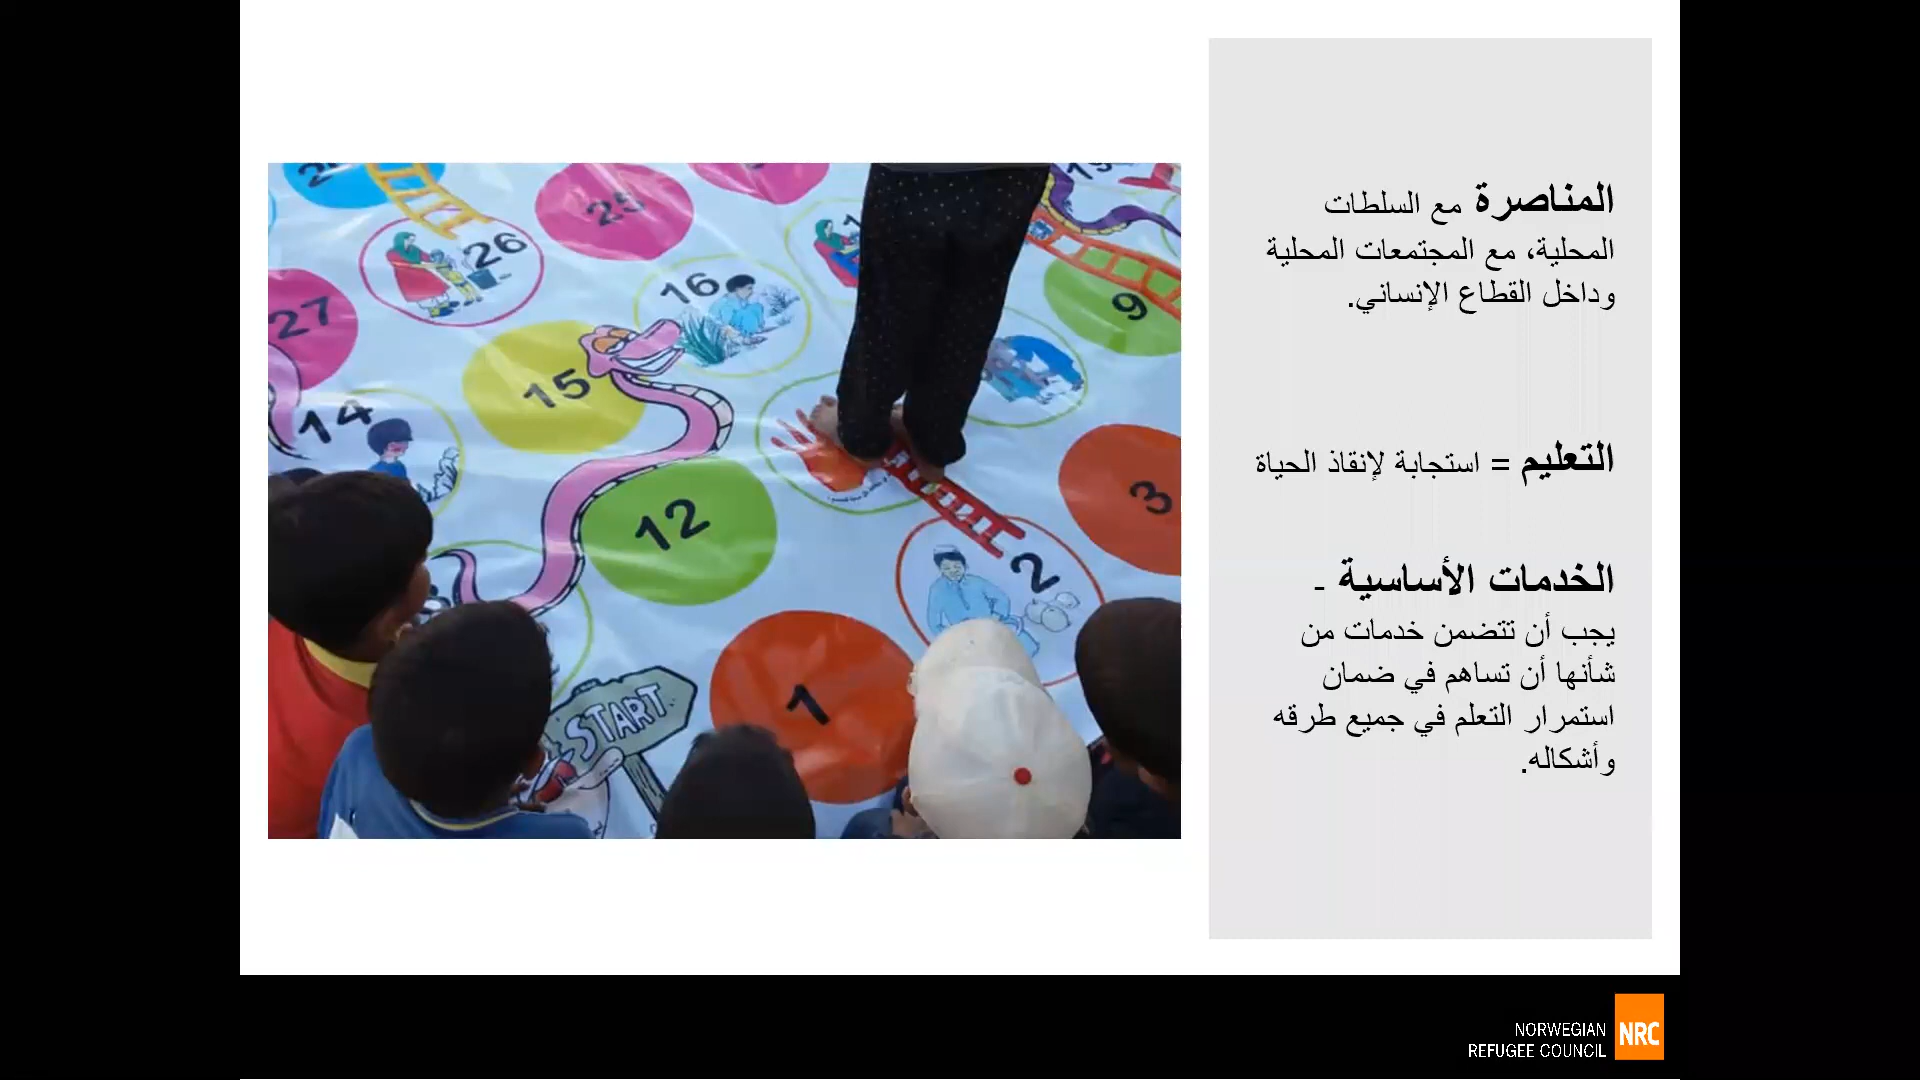 المناصرة مع السلطات
المحلية، مع المجتمعات المحلية
وداخل القطاع الإنساني.
التعليم = استجابة لإنقاذ الحياة
الخدمات الأساسية -
يجب أن تتضمن خدمات من
شأنها أن تساهم في ضمان
استمرار التعلم في جميع طرقه
وأشكاله.
25
26
16
9
27
15
14
3
12
2
1
START
NORWEGIAN
REFUGEE COUNCIL
NRC